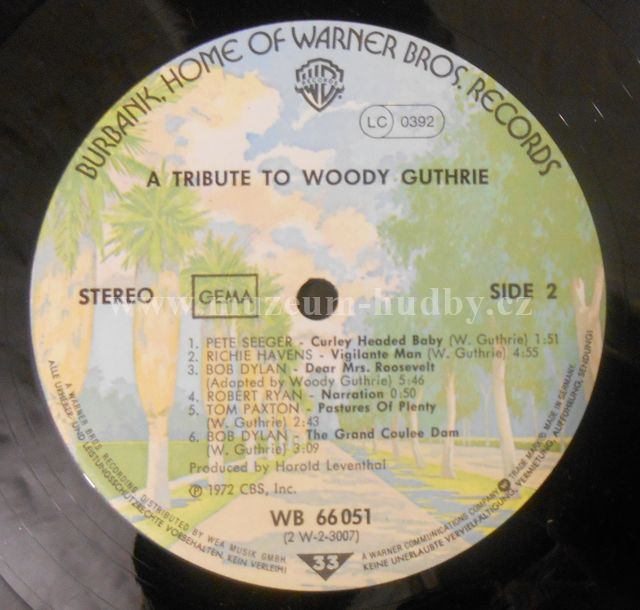 BURBANK, HOME OF WARNER BROS. RECORDS
WB
RECORDS
LC 0392
A TRIBUTE TO WOODY GUTHRIE
STEREO
GEMA
SIDE 2
www.muzeum-hudby.cz
1. PETE SEEGER - Curley Headed Baby (W. Guthrie) 1:51
2. RICHIE HAVENS - Vigilante Man (W. Guthrie) 4:55
3. BOB DYLAN - Dear Mrs. Roosevelt
(Adapted by Woody Guthrie) 5:46
4. ROBERT RYAN - Narration 0:50
5. TOM PAXTON - Pastures Of Plenty
(W. Guthrie) 2:43
6. BOB DYLAN - The Grand Coulee Dam
(W. Guthrie) 3:09
Produced by Harold Leventhal
Ⓟ 1972 CBS, Inc.
WB 66 051
(2 W-2-3007)
33
A WARNER BROS. RECORDING DISTRIBUTED BY WEA MUSIK GMBH
ALLE URHEBER- UND LEISTUNGSSCHUTZRECHTE VORBEHALTEN, KEIN VERLEIH!
A WARNER COMMUNICATIONS COMPANY TRADE MARK® MADE IN GERMANY
KEINE UNERLAUBTE VERVIELFÄLTIGUNG, VERMIETUNG, AUFFÜHRUNG, SENDUNG!